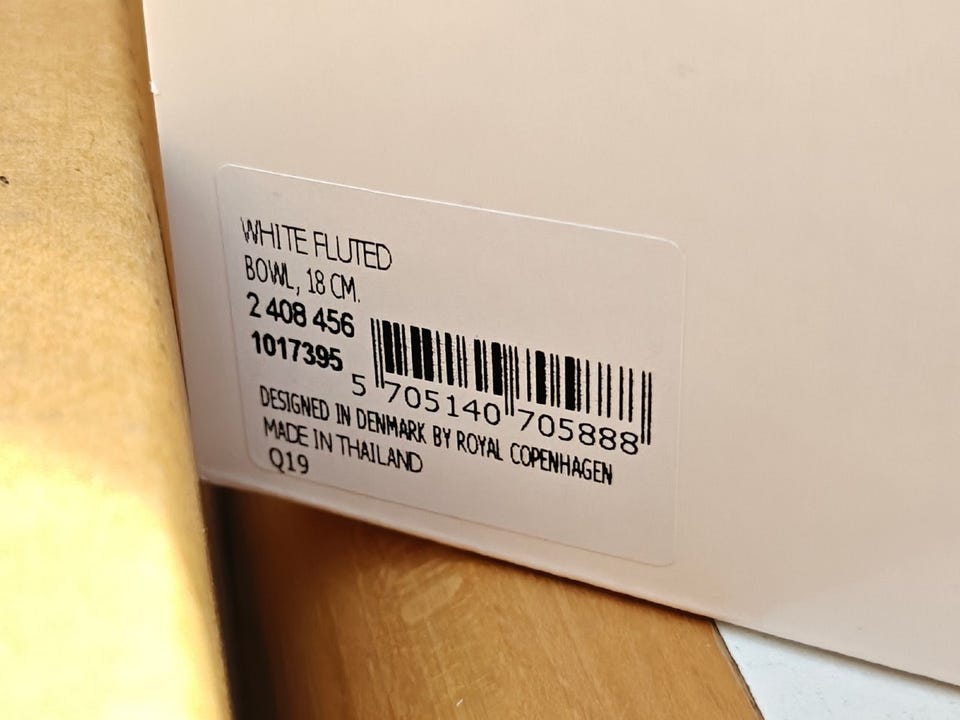 WHITE FLUTED
BOWL, 18 CM.
2 408 456
1017395
5 705140 705888
DESIGNED IN DENMARK BY ROYAL COPENHAGEN
MADE IN THAILAND
Q19